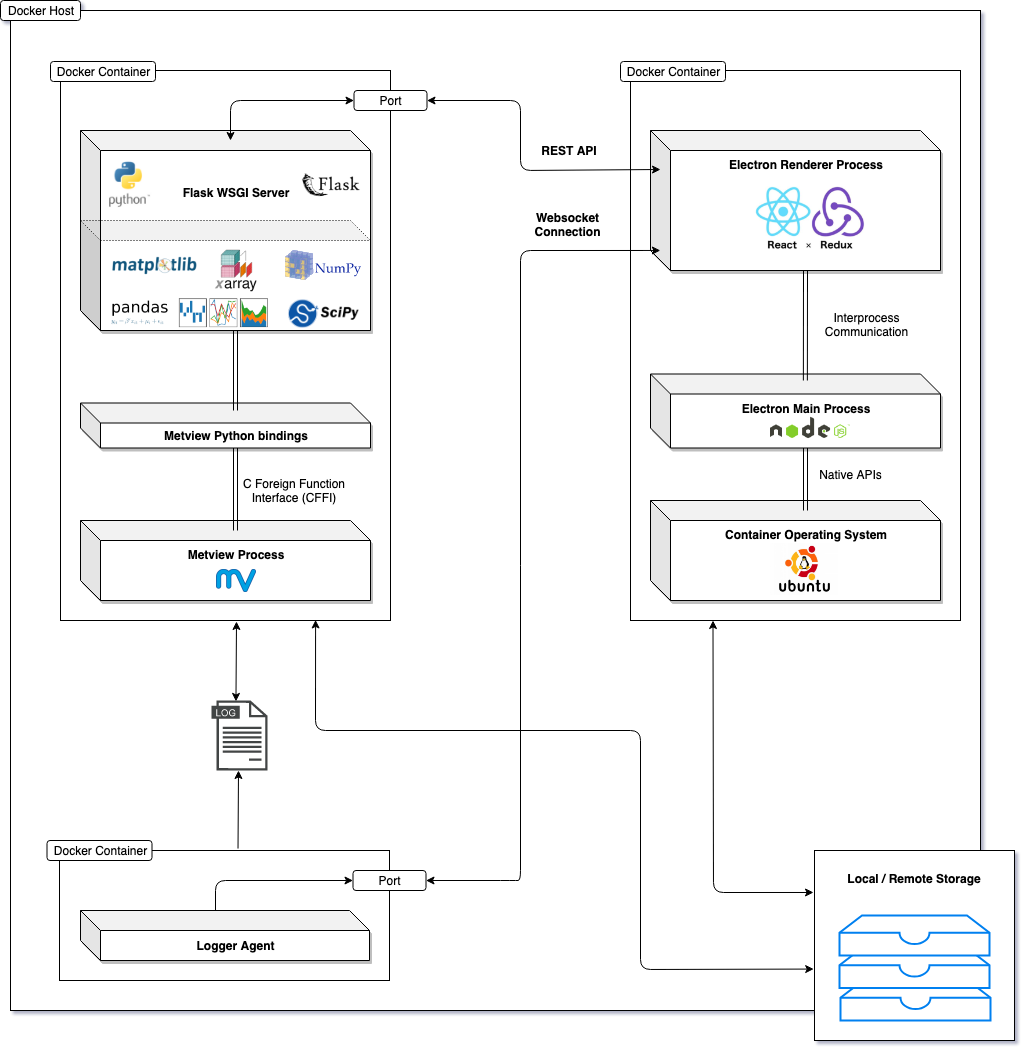 Docker Host
Docker Container
Port
python
Flask WSGI Server
Flask
matplotlib
xarray
NumPy
pandas
SciPy
Metview Python bindings
C Foreign Function
Interface (CFFI)
Metview Process
mv
REST API
Websocket
Connection
Docker Container
Electron Renderer Process
React × Redux
Interprocess
Communication
Electron Main Process
node
JS
Native APIs
Container Operating System
ubuntu
LOG
Docker Container
Port
Logger Agent
Local / Remote Storage